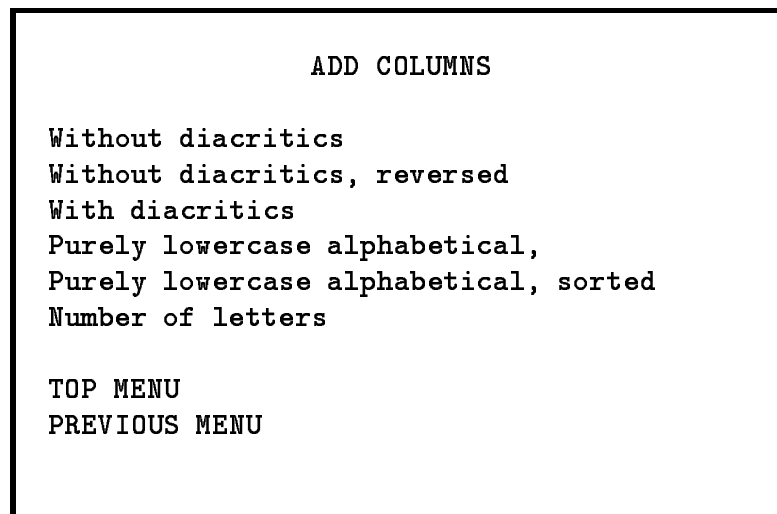 ADD COLUMNS
Without diacritics
Without diacritics, reversed
With diacritics
Purely lowercase alphabetical,
Purely lowercase alphabetical, sorted
Number of letters
TOP MENU
PREVIOUS MENU